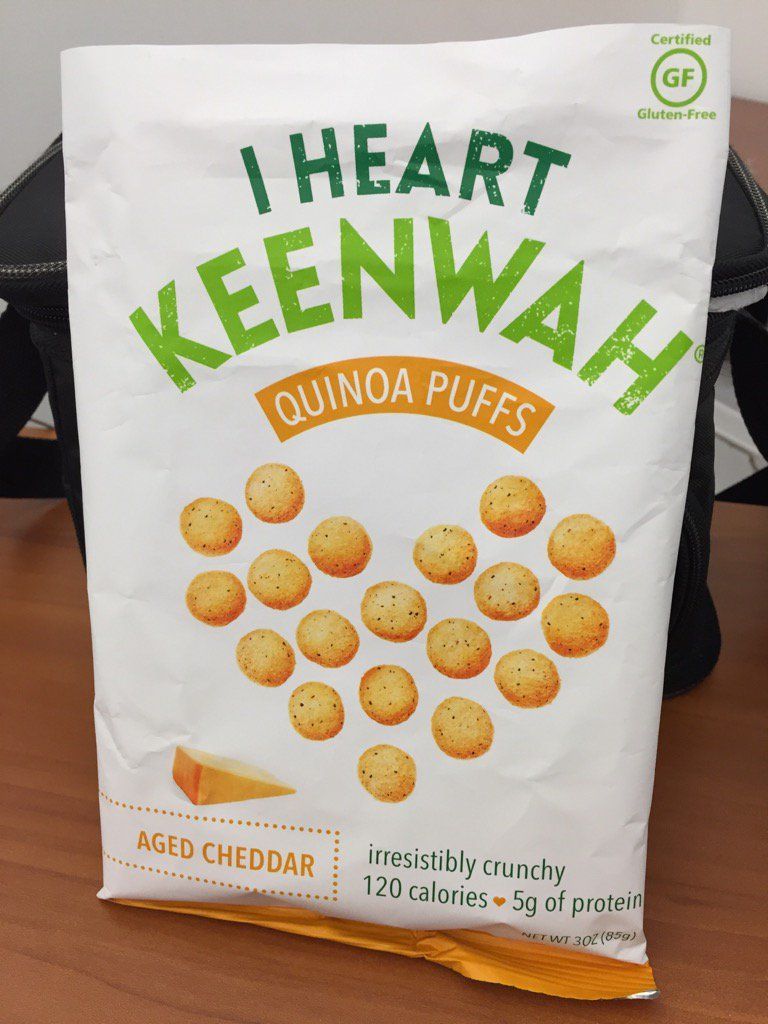 Certified
GF
Gluten-Free
I HEART
KEENWAH®
QUINOA PUFFS
AGED CHEDDAR
irresistibly crunchy
120 calories ❤ 5g of protein
NET WT 3OZ (85g)